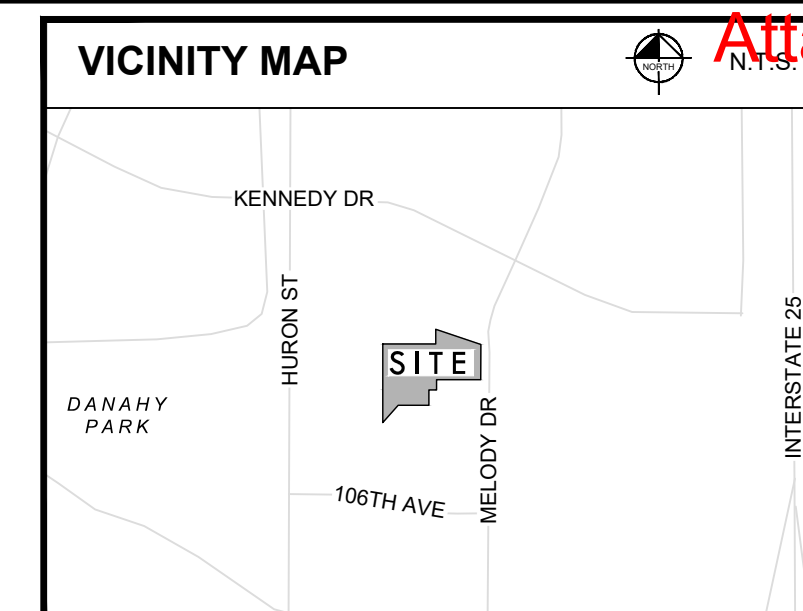 VICINITY MAP
NORTH
N.T.S.
KENNEDY DR
HURON ST
INTERSTATE 25
SITE
DANAHY
PARK
MELODY DR
106TH AVE